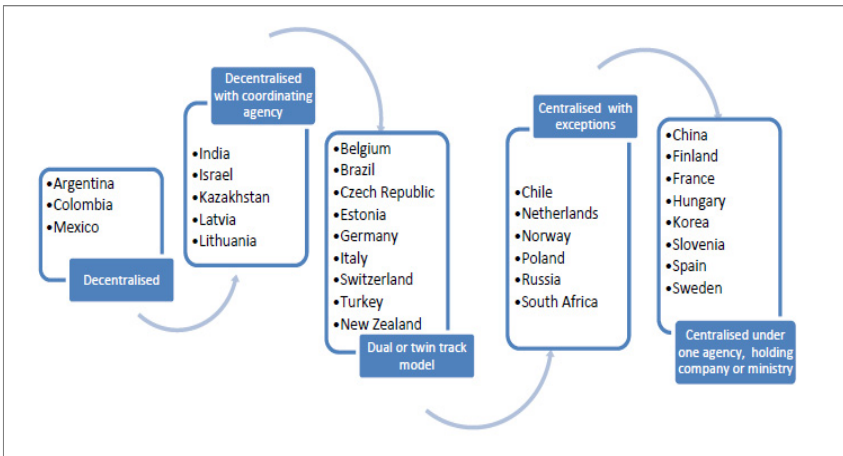 •Argentina
•Colombia
•Mexico
Decentralised
Decentralised
with coordinating
agency
•India
•Israel
•Kazakhstan
•Latvia
•Lithuania
•Belgium
•Brazil
•Czech Republic
•Estonia
•Germany
•Italy
•Switzerland
•Turkey
•New Zealand
Dual or twin track
model
Centralised with
exceptions
•Chile
•Netherlands
•Norway
•Poland
•Russia
•South Africa
•China
•Finland
•France
•Hungary
•Korea
•Slovenia
•Spain
•Sweden
Centralised under
one agency, holding
company or ministry